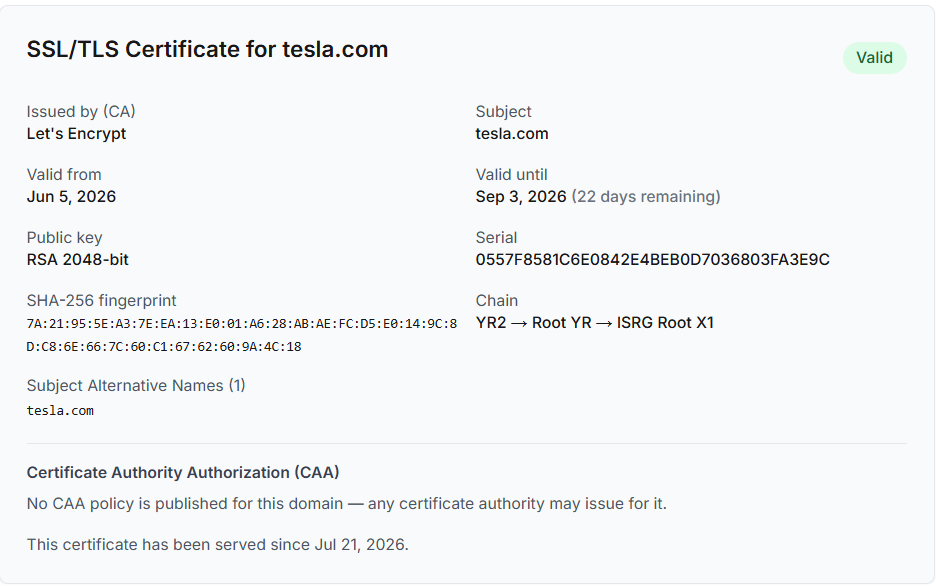 SSL/TLS Certificate for tesla.com
Valid
Issued by (CA)
Let's Encrypt
Subject
tesla.com
Valid from
Jun 5, 2026
Valid until
Sep 3, 2026 (22 days remaining)
Public key
RSA 2048-bit
Serial
0557F8581C6E0842E4BEB0D7036803FA3E9C
SHA-256 fingerprint
7A:21:95:5E:A3:7E:EA:13:E0:01:A6:28:AB:AE:FC:D5:E0:14:9C:8
D:C8:6E:66:7C:60:C1:67:62:60:9A:4C:18
Chain
YR2 → Root YR → ISRG Root X1
Subject Alternative Names (1)
tesla.com
Certificate Authority Authorization (CAA)
No CAA policy is published for this domain — any certificate authority may issue for it.
This certificate has been served since Jul 21, 2026.